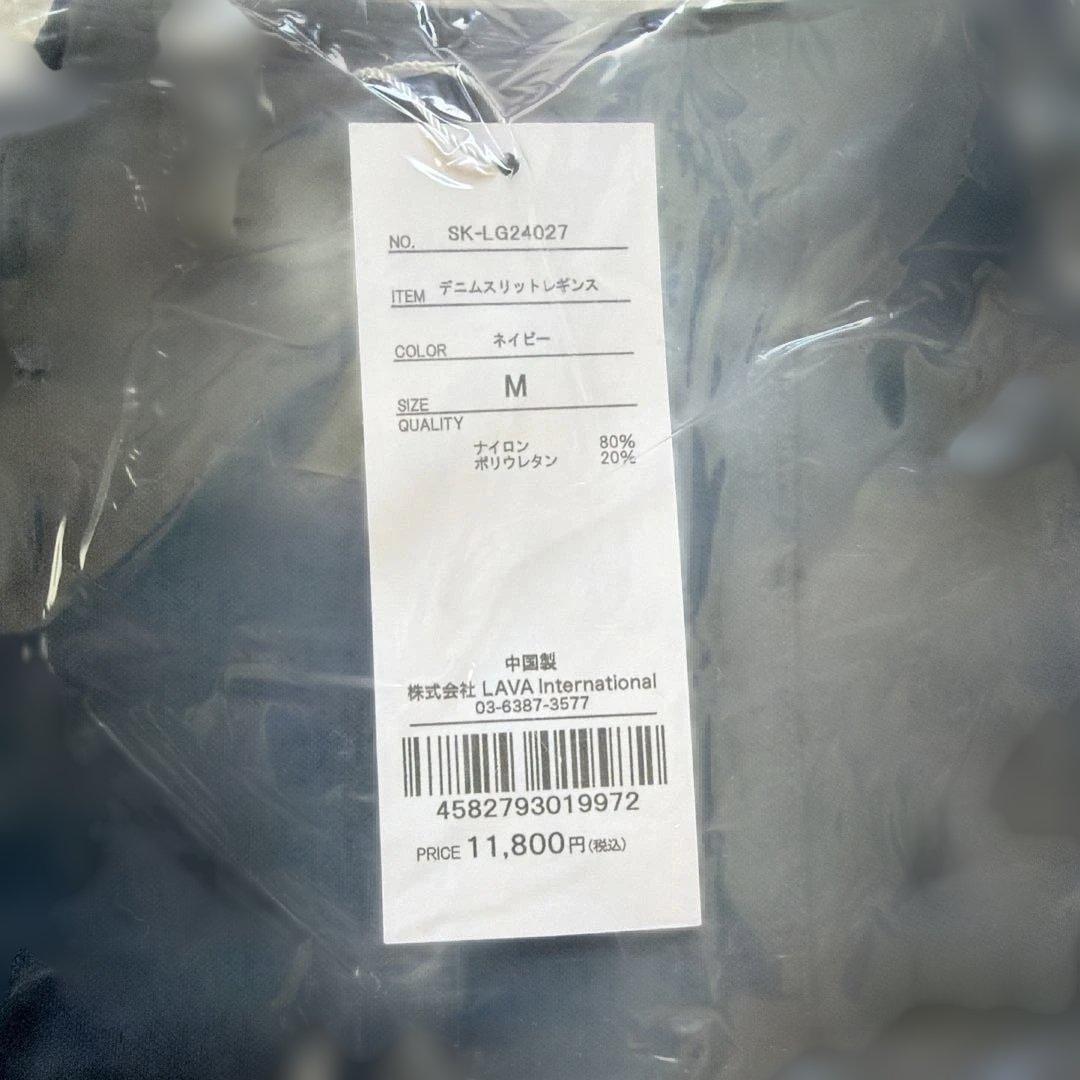 NO. SK-LG24027
ITEM デニムスリットレギンス
COLOR ネイビー
SIZE M
QUALITY
ナイロン 80%
ポリウレタン 20%
中国製
株式会社 LAVA International
03-6387-3577
4582793019972
PRICE 11,800円(税込)